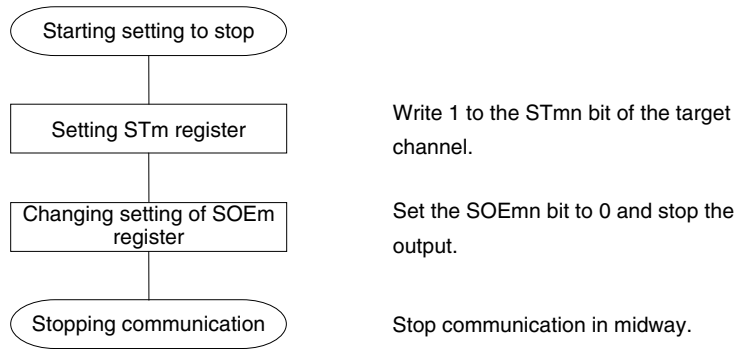 Starting setting to stop
Setting STm register
Write 1 to the STmn bit of the target
channel.
Changing setting of SOEm
register
Set the SOEmn bit to 0 and stop the
output.
Stopping communication
Stop communication in midway.